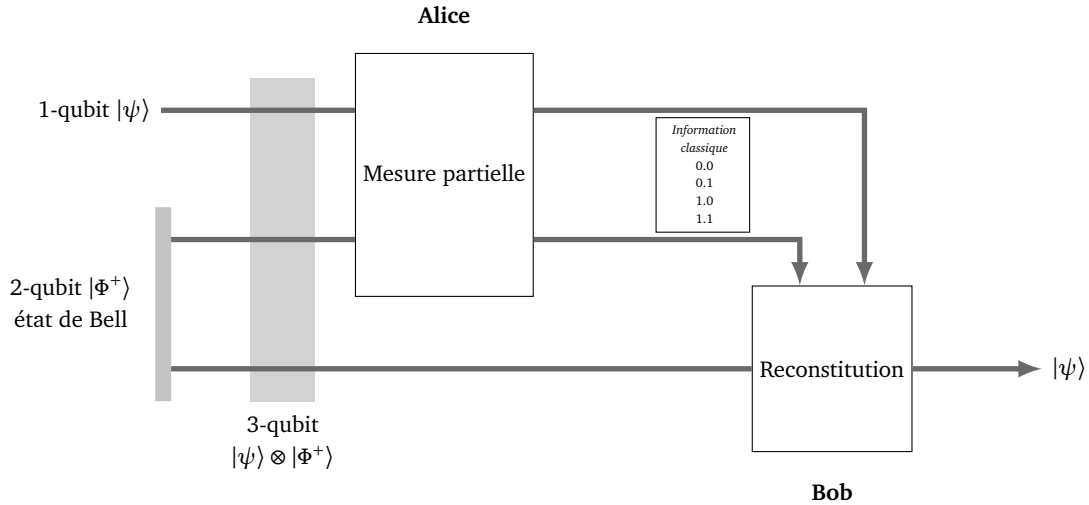 Alice
1-qubit |ψ⟩
Mesure partielle
Information
classique
0.0
0.1
1.0
1.1
2-qubit |Φ⁺⟩
état de Bell
Reconstitution
|ψ⟩
3-qubit
|ψ⟩ ⊗ |Φ⁺⟩
Bob